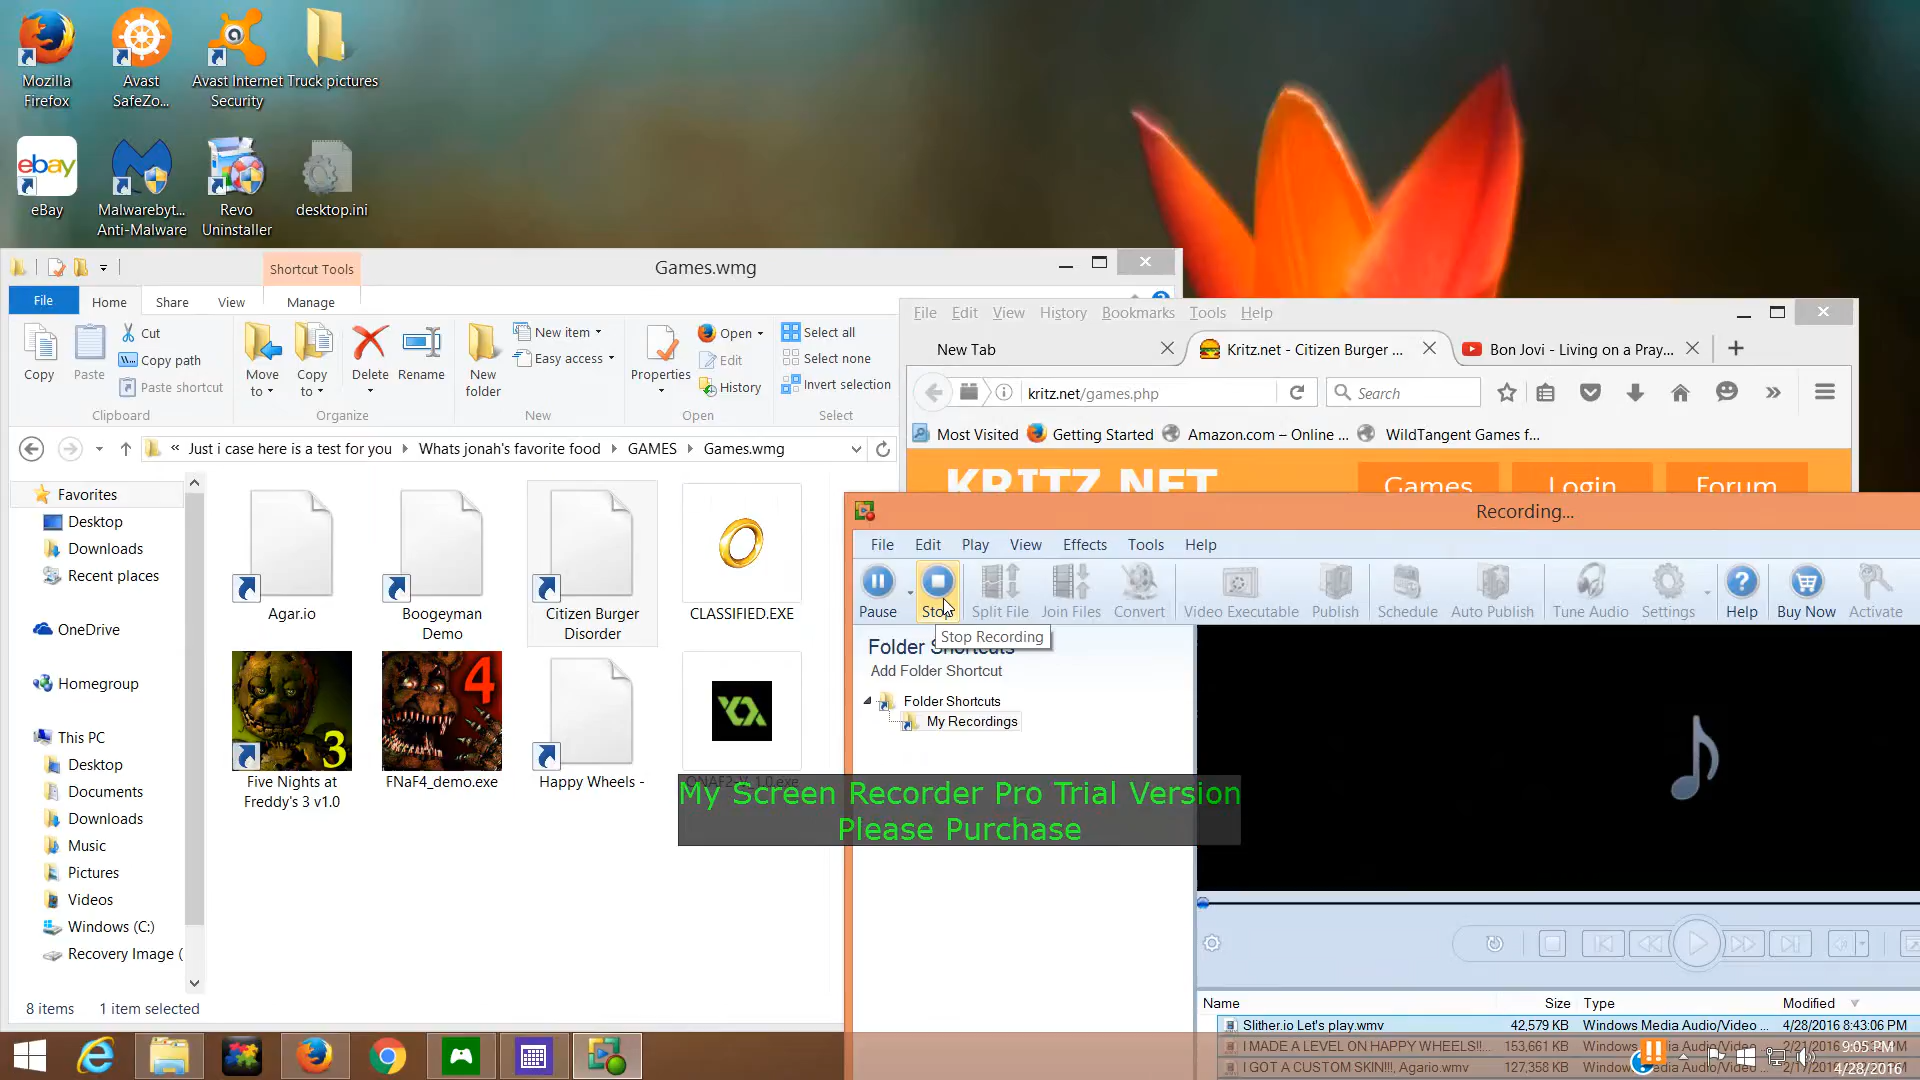 Mozilla Firefox
Avast SafeZo...
Avast Internet Security
Truck pictures
ebay
eBay
Malwarebyt... Anti-Malware
Revo Uninstaller
desktop.ini
Shortcut Tools
Games.wmg
File Home Share View Manage
Copy
Paste
Cut
Copy path
Paste shortcut
Clipboard
Move to
Copy to
Delete
Rename
Organize
New folder
New item
Easy access
New
Properties
Open
Edit
History
Open
Select all
Select none
Invert selection
Select
« Just i case here is a test for you Whats jonah's favorite food GAMES Games.wmg
Favorites
Desktop
Downloads
Recent places
OneDrive
Homegroup
This PC
Desktop
Documents
Downloads
Music
Pictures
Videos
Windows (C:)
Recovery Image (
Agar.io
Boogeyman Demo
Citizen Burger Disorder
CLASSIFIED.EXE
3
Five Nights at Freddy's 3 v1.0
4
FNaF4_demo.exe
Happy Wheels -
8 items 1 item selected
File Edit View History Bookmarks Tools Help
New Tab
Kritz.net - Citizen Burger ...
Bon Jovi - Living on a Pray...
kritz.net/games.php
Search
Most Visited Getting Started Amazon.com – Online ... WildTangent Games f...
KRITZ.NET
Games Login Forum
Recording...
File Edit Play View Effects Tools Help
Pause Stop Split File Join Files Convert Video Executable Publish Schedule Auto Publish Tune Audio Settings Help Buy Now Activate
Stop Recording
Folder Shortcuts
Add Folder Shortcut
Folder Shortcuts
My Recordings
My Screen Recorder Pro Trial Version
Please Purchase
Name Size Type Modified
Slither.io Let's play.wmv 42,579 KB Windows Media Audio/Video ... 4/28/2016 8:43:06 PM
I MADE A LEVEL ON HAPPY WHEELS!!... 153,661 KB Windows Media Audio/Video ...
I GOT A CUSTOM SKIN!!!, Agario.wmv 127,358 KB
9:05 PM
4/28/2016